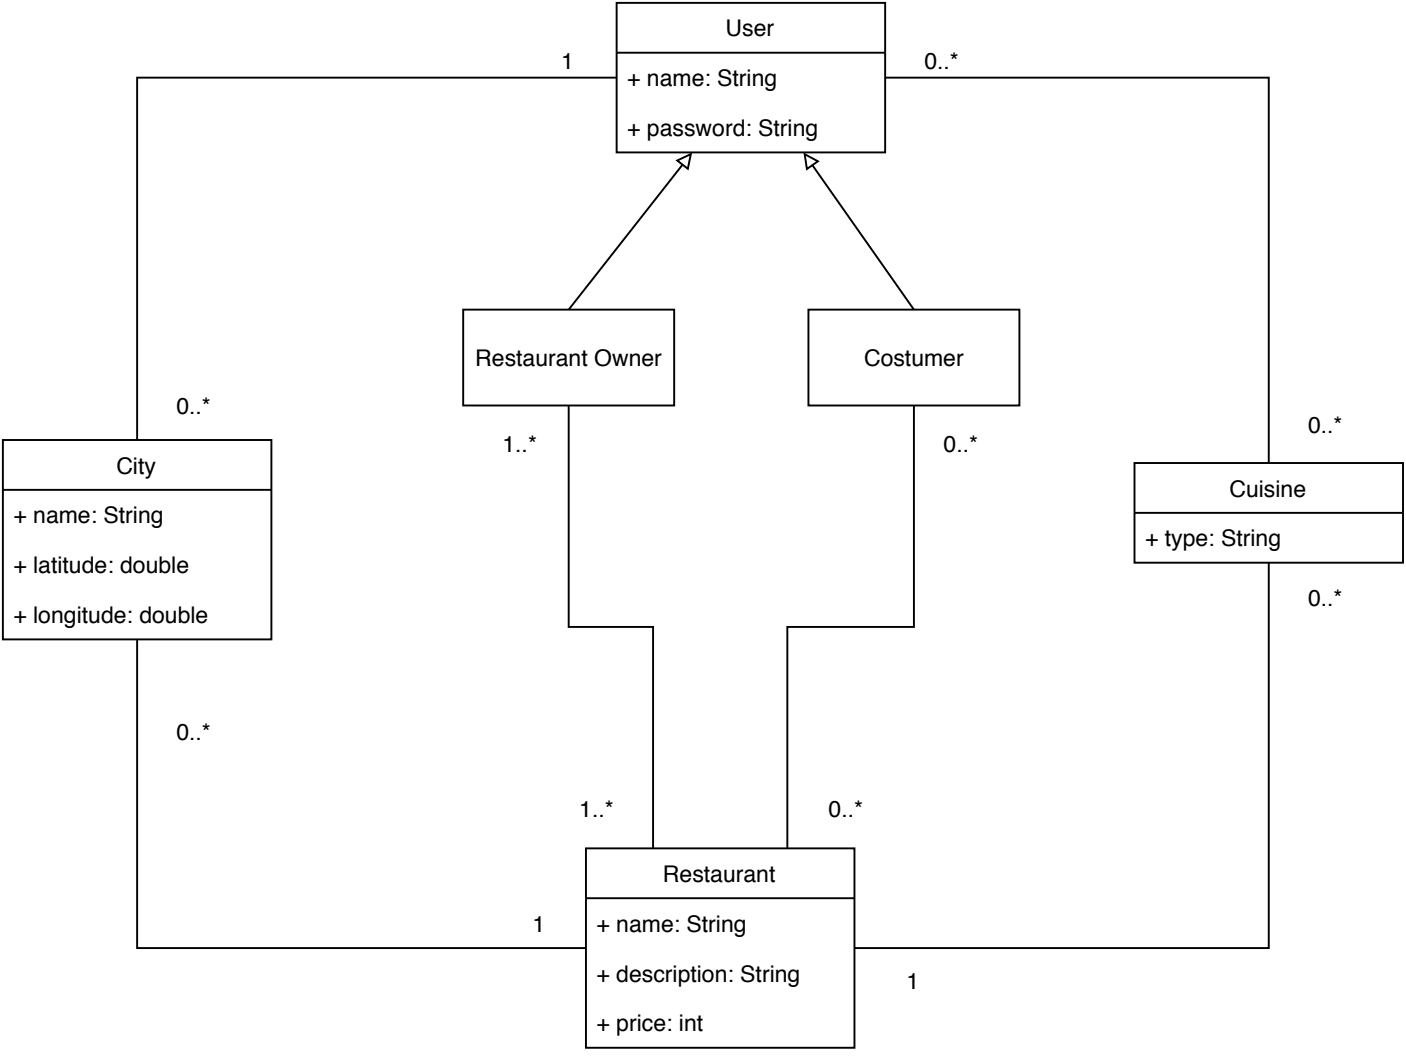 User
1
0..*
+ name: String
+ password: String
Restaurant Owner
Costumer
0..*
0..*
1..*
0..*
City
Cuisine
+ name: String
+ type: String
+ latitude: double
+ longitude: double
0..*
0..*
1..*
0..*
Restaurant
1
+ name: String
+ description: String
1
+ price: int